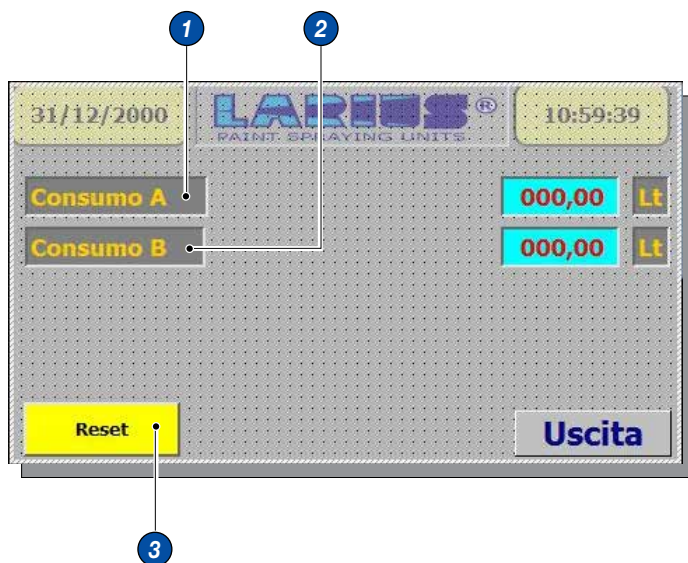 1 2
31/12/2000 LARIUS® 10:59:39
PAINT SPRAYING UNITS
Consumo A 000,00 Lt
Consumo B 000,00 Lt
Reset Uscita
3